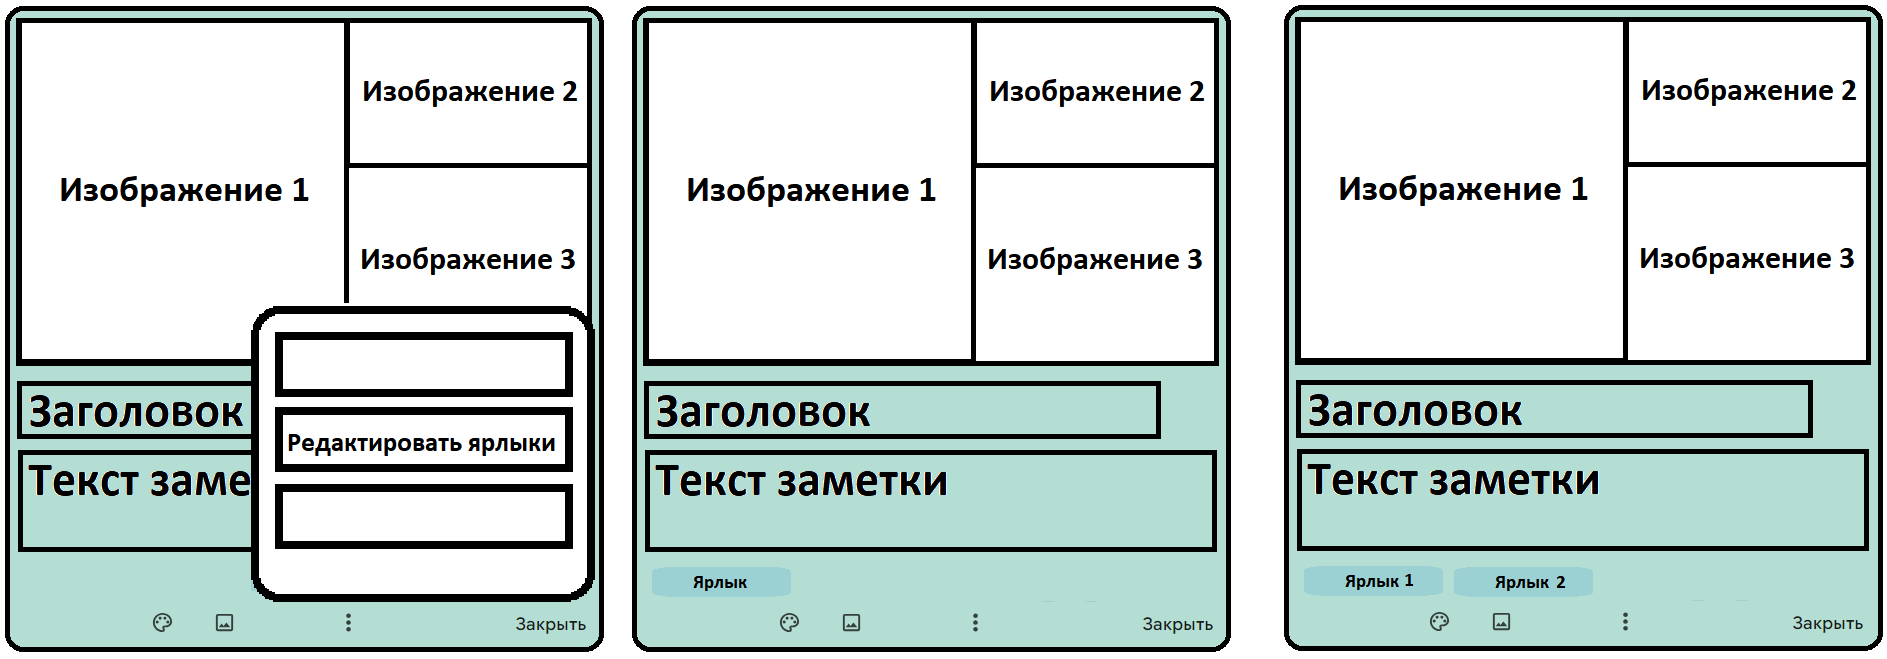 Изображение 1
Изображение 2
Изображение 3
Заголовок
Текст заме
Редактировать ярлыки
Закрыть
Изображение 1
Изображение 2
Изображение 3
Заголовок
Текст заметки
Ярлык
Закрыть
Изображение 1
Изображение 2
Изображение 3
Заголовок
Текст заметки
Ярлык 1
Ярлык 2
Закрыть